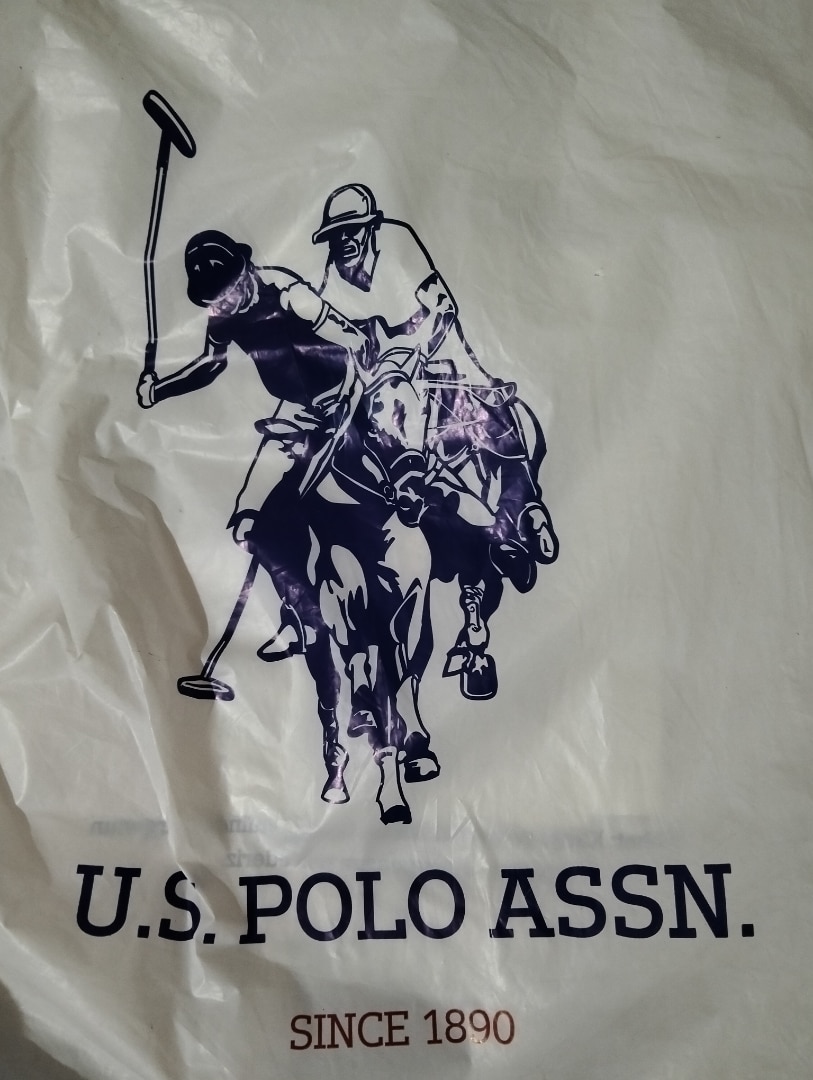 U.S. POLO ASSN.
SINCE 1890